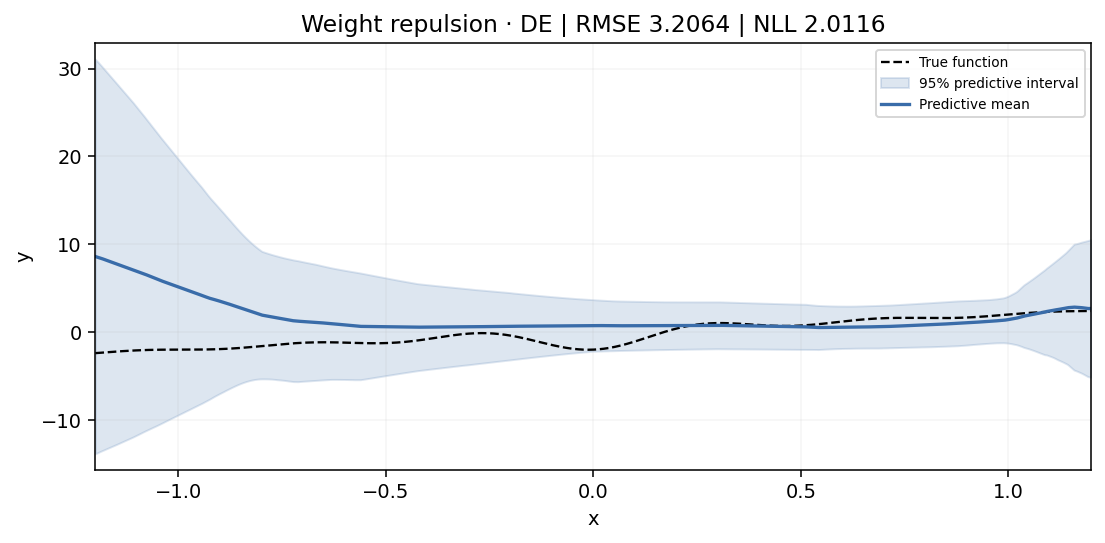 Weight repulsion · DE | RMSE 3.2064 | NLL 2.0116
True function
95% predictive interval
Predictive mean
30
20
10
0
−10
y
−1.0 −0.5 0.0 0.5 1.0
x